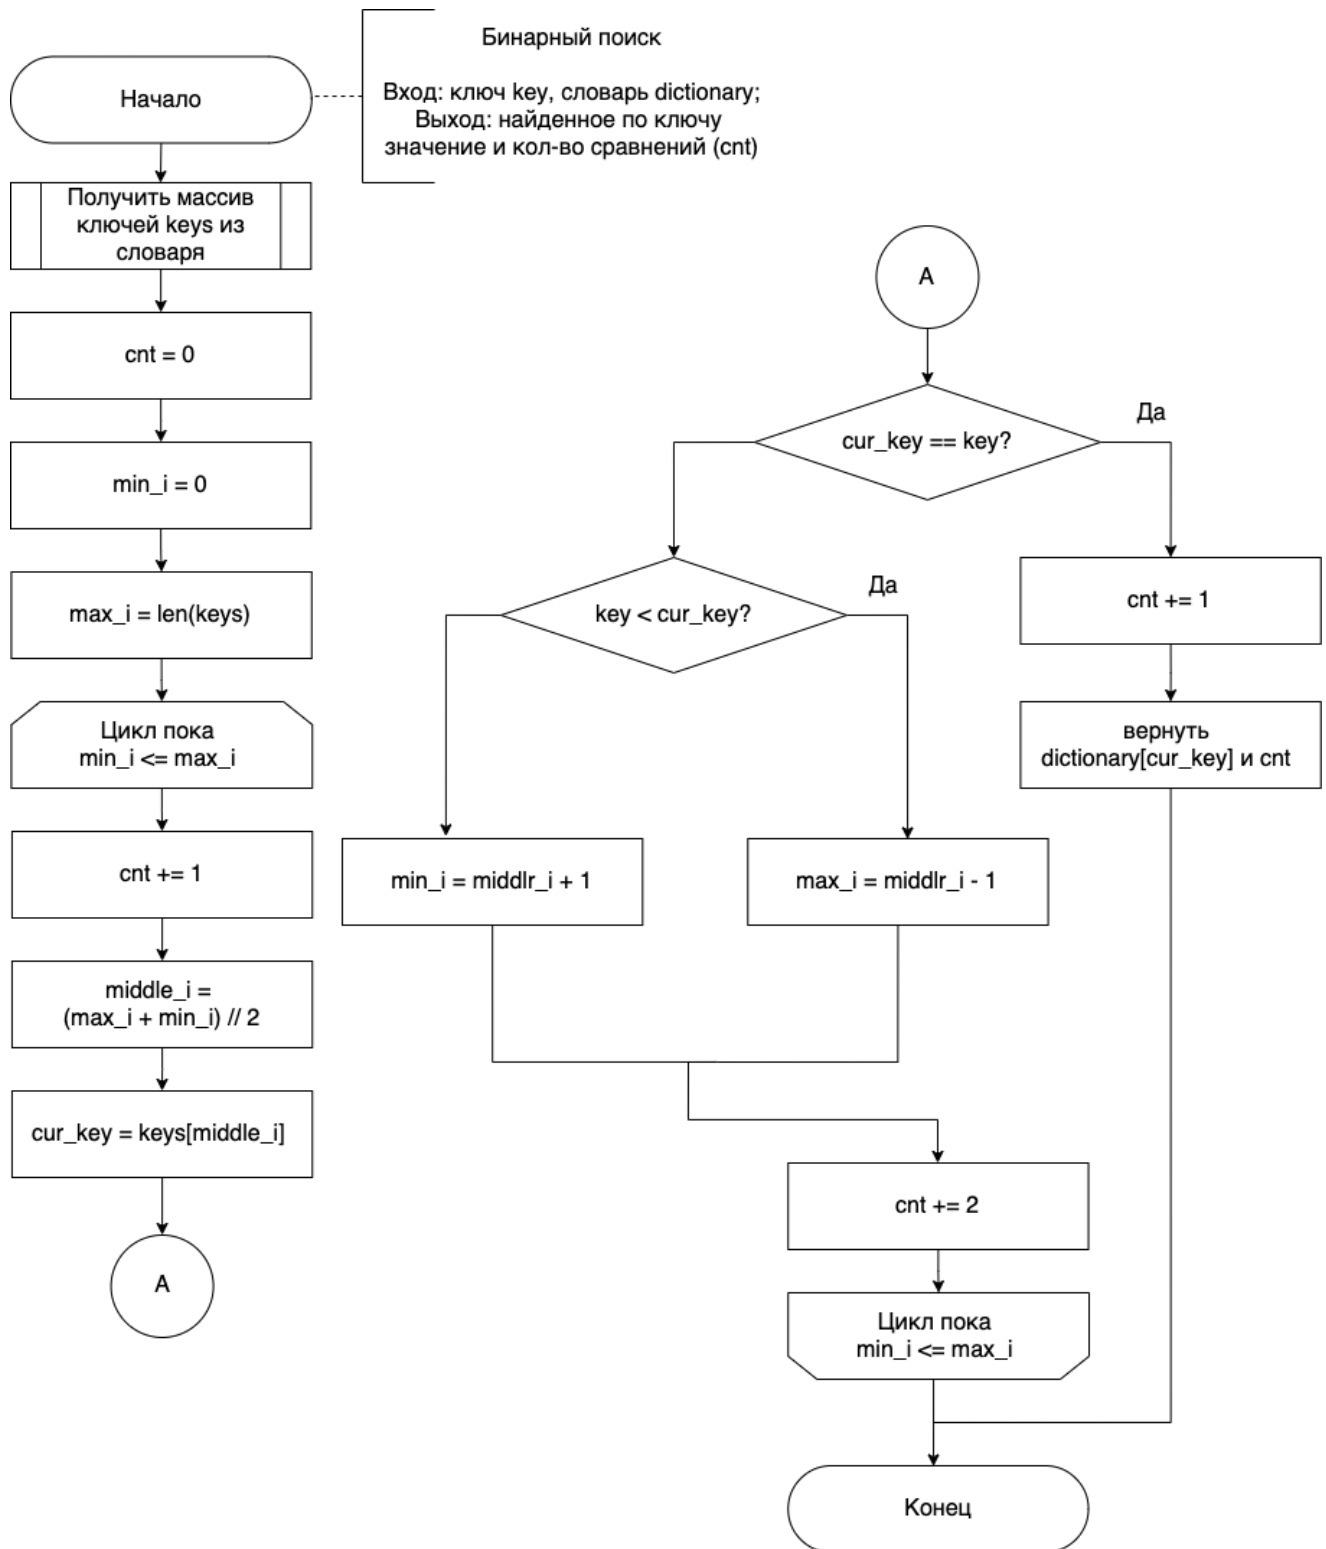 Начало
Бинарный поиск
Вход: ключ key, словарь dictionary;
Выход: найденное по ключу
значение и кол-во сравнений (cnt)
Получить массив
ключей keys из
словаря
cnt = 0
min_i = 0
max_i = len(keys)
Цикл пока
min_i <= max_i
cnt += 1
middle_i =
(max_i + min_i) // 2
cur_key = keys[middle_i]
A
A
cur_key == key?
Да
key < cur_key?
Да
cnt += 1
вернуть
dictionary[cur_key] и cnt
min_i = middlr_i + 1
max_i = middlr_i - 1
cnt += 2
Цикл пока
min_i <= max_i
Конец